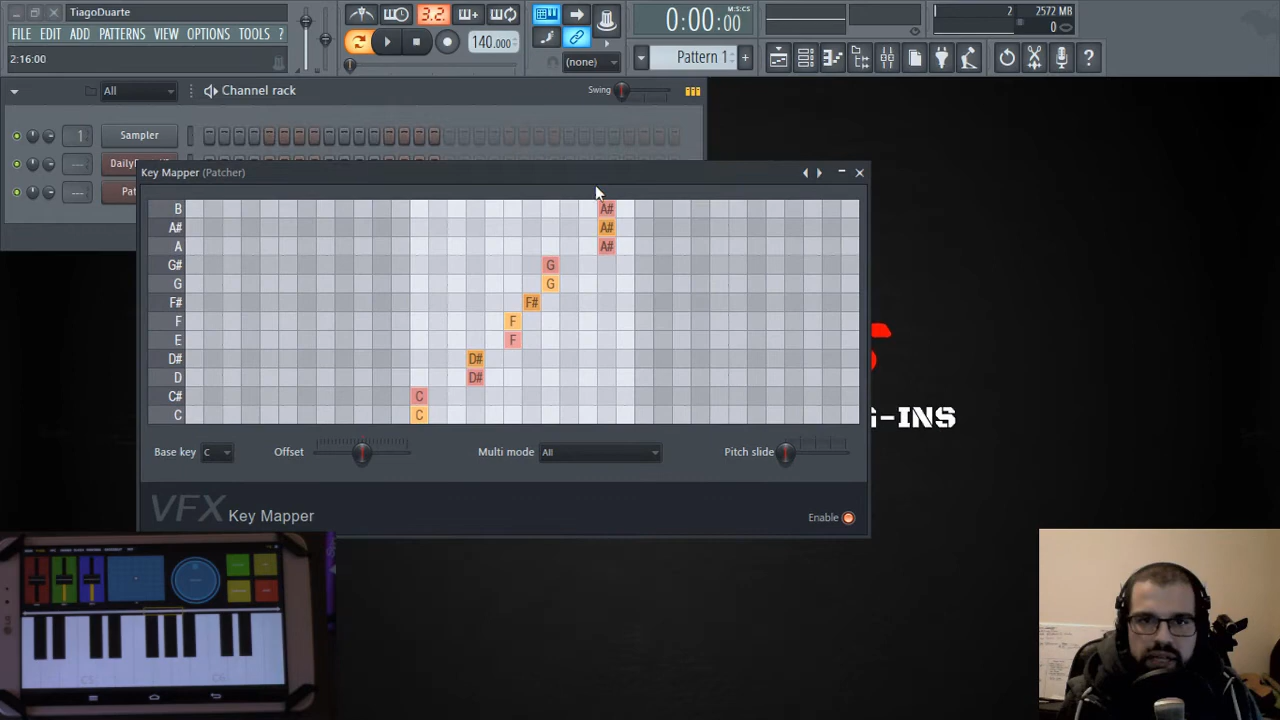 TiagoDuarte
FILE EDIT ADD PATTERNS VIEW OPTIONS TOOLS ?
2:16:00
3.2.
140.000
0:00:00
M:S:CS
(none)
Pattern 1
2
2572 MB
0
All
Channel rack
Swing
1
Sampler
Key Mapper (Patcher)
B A#
A# A#
A A#
G# G
G G
F# F#
F F
E F
D# D#
D D#
C# C
C C
G-INS
Base key C Offset Multi mode All Pitch slide
VFX Key Mapper Enable